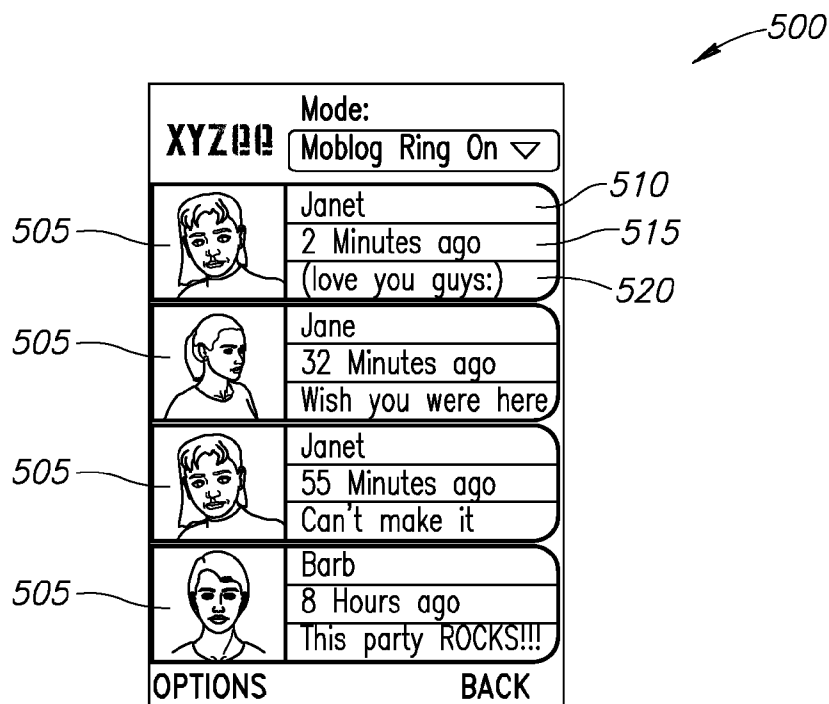 500
Mode:
XYZQQ
Moblog Ring On
505
Janet
510
2 Minutes ago
515
(love you guys:)
520
505
Jane
32 Minutes ago
Wish you were here
505
Janet
55 Minutes ago
Can't make it
505
Barb
8 Hours ago
This party ROCKS!!!
OPTIONS
BACK